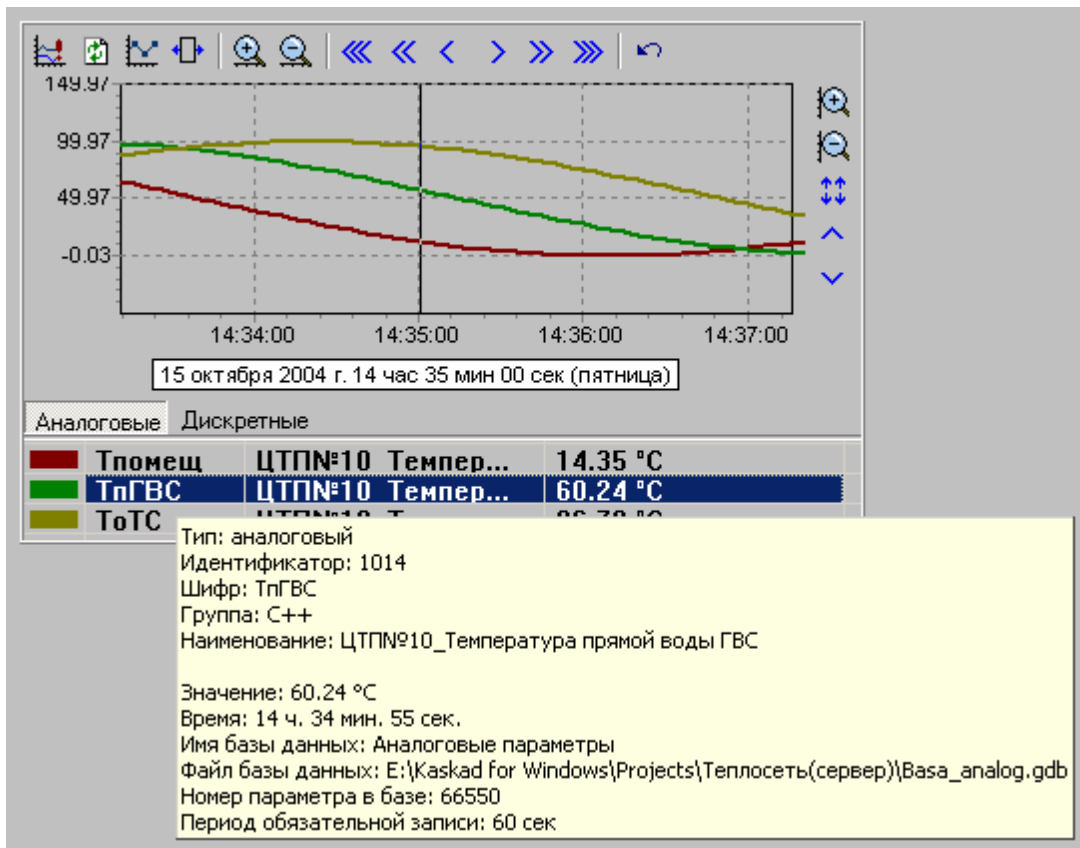 149.97
99.97
49.97
-0.03
14:34:00 14:35:00 14:36:00 14:37:00
15 октября 2004 г. 14 час 35 мин 00 сек (пятница)
Аналоговые Дискретные
Тпомещ ЦТП№10 Темпер... 14.35 °C
ТпГВС ЦТП№10 Темпер... 60.24 °C
ТоТС
Тип: аналоговый
Идентификатор: 1014
Шифр: ТпГВС
Группа: C++
Наименование: ЦТП№10_Температура прямой воды ГВС
Значение: 60.24 °C
Время: 14 ч. 34 мин. 55 сек.
Имя базы данных: Аналоговые параметры
Файл базы данных: E:\Kaskad for Windows\Projects\Теплосеть(сервер)\Basa_analog.gdb
Номер параметра в базе: 66550
Период обязательной записи: 60 сек